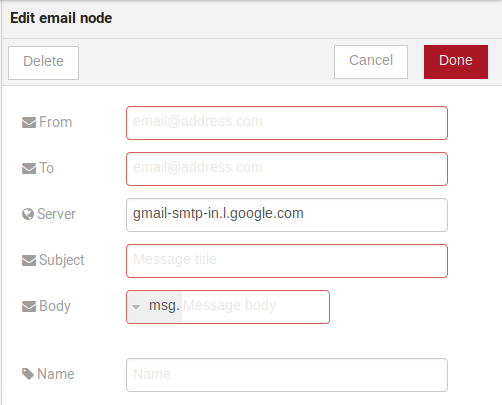 Edit email node
Delete Cancel Done
From email@address.com
To email@address.com
Server gmail-smtp-in.l.google.com
Subject Message title
Body msg. Message body
Name Name